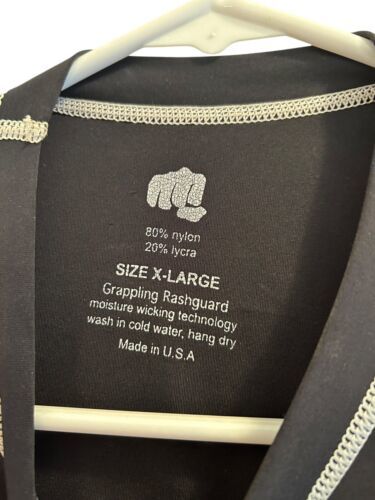 80% nylon
20% lycra
SIZE X-LARGE
Grappling Rashguard
moisture wicking technology
wash in cold water, hang dry
Made in U.S.A